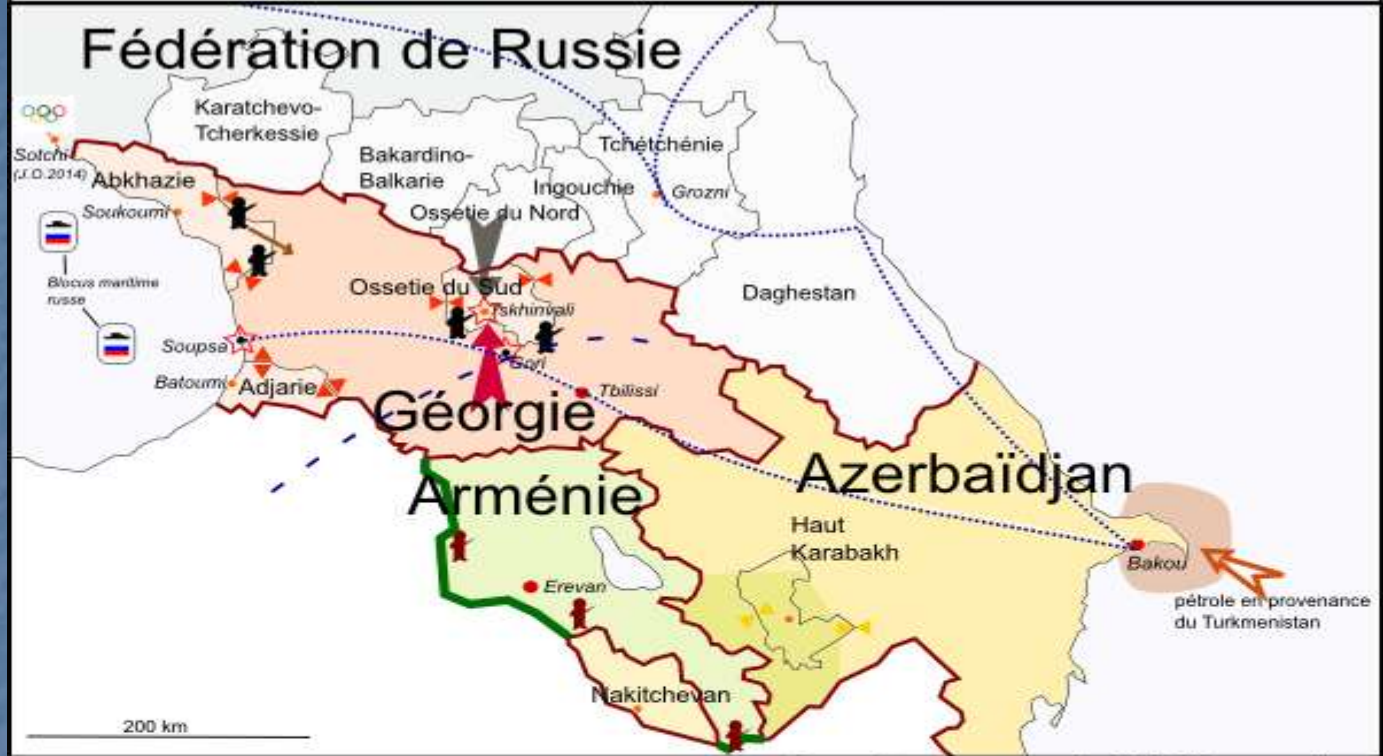 Fédération de Russie
Karatchevo-
Tcherkessie
Bakardino-
Balkarie
Tchétchénie
Ingouchie
Grozni
Ossetie du Nord
Sotchi
(J.O.2014)
Abkhazie
Soukoumi
Blocus maritime
russe
Ossetie du Sud
Tskhinvali
Daghestan
Soupsa
Gori
Batoumi
Adjarie
Tbilissi
Géorgie
Arménie
Azerbaïdjan
Haut
Karabakh
Bakou
Erevan
pétrole en provenance
du Turkmenistan
Nakitchevan
200 km